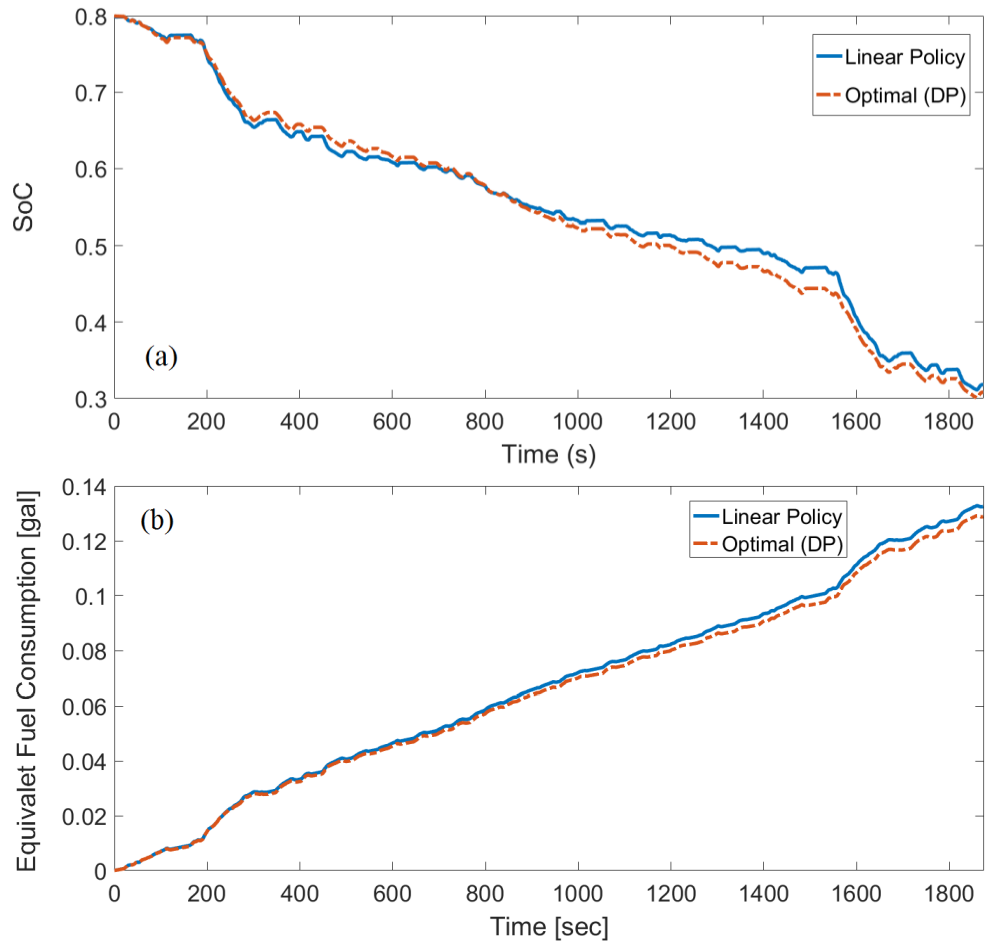 0.8
0.7
0.6
0.5
0.4
0.3
SoC
Linear Policy
Optimal (DP)
(a)
0 200 400 600 800 1000 1200 1400 1600 1800
Time (s)
0.14
0.12
0.1
0.08
0.06
0.04
0.02
0
Equivalet Fuel Consumption [gal]
(b)
Linear Policy
Optimal (DP)
0 200 400 600 800 1000 1200 1400 1600 1800
Time [sec]